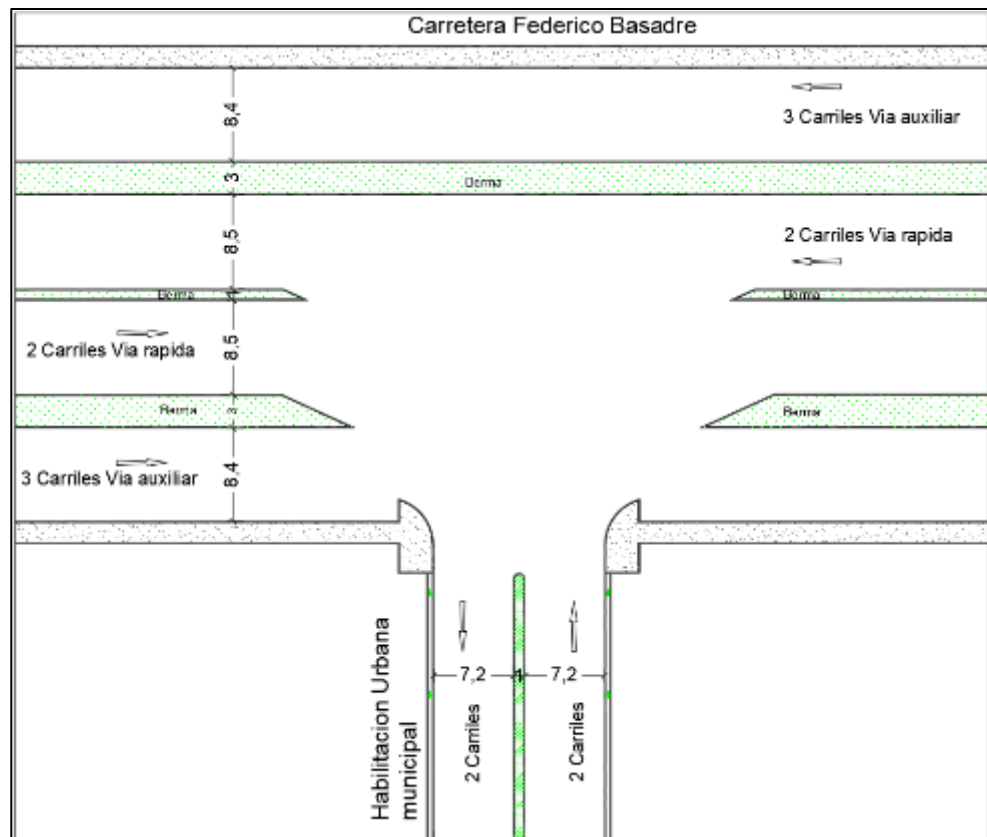 Carretera Federico Basadre
8,4
3 Carriles Via auxiliar
3
Berma
8,5
2 Carriles Via rapida
Berma
1
Berma
2 Carriles Via rapida
8,5
Berma
3
Berma
3 Carriles Via auxiliar
8,4
Habilitacion Urbana
municipal
7,2
1
7,2
2 Carriles
2 Carriles